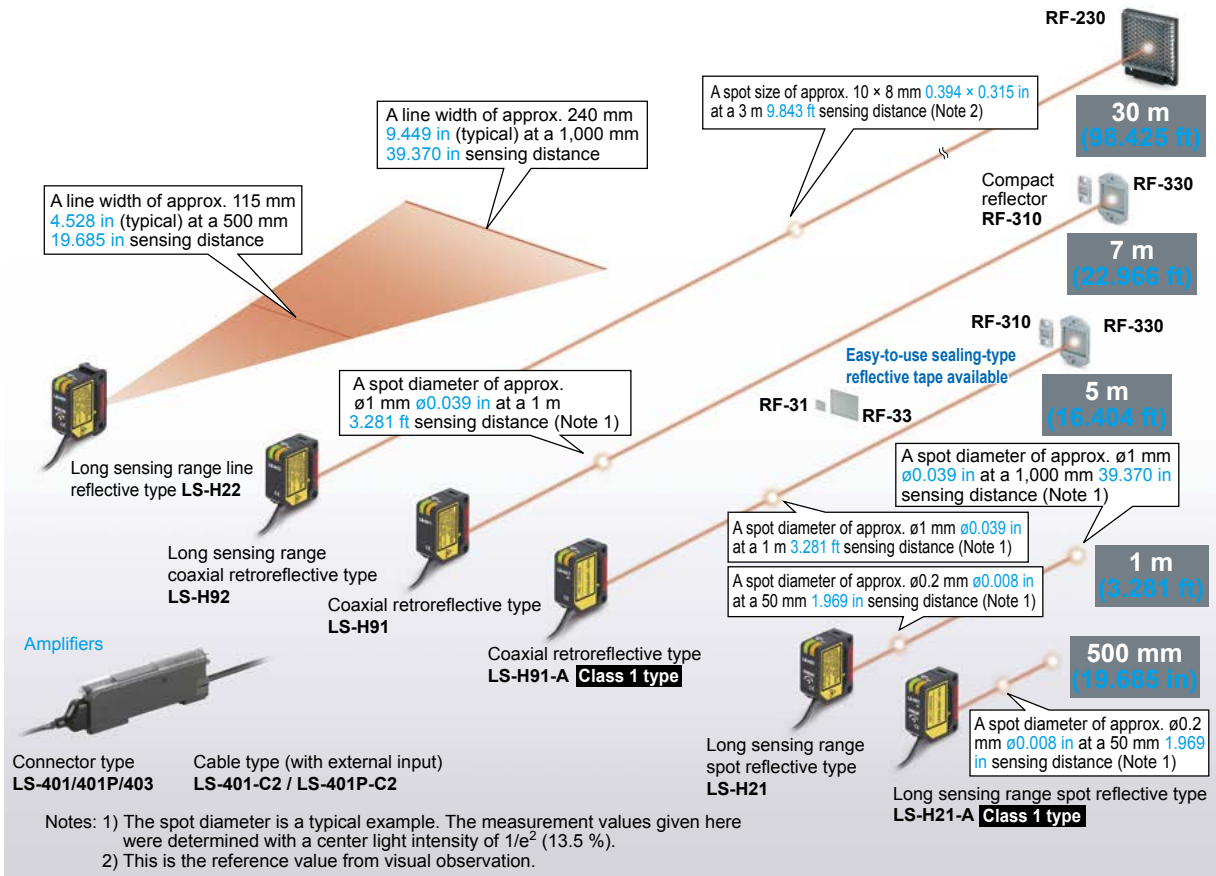 RF-230
A spot size of approx. 10 × 8 mm 0.394 × 0.315 in
at a 3 m 9.843 ft sensing distance (Note 2)
30 m
(98.425 ft)
A line width of approx. 240 mm
9.449 in (typical) at a 1,000 mm
39.370 in sensing distance
A line width of approx. 115 mm
4.528 in (typical) at a 500 mm
19.685 in sensing distance
Compact
reflector
RF-310
RF-330
7 m
(22.966 ft)
RF-310
RF-330
Easy-to-use sealing-type
reflective tape available
RF-31
RF-33
5 m
(16.404 ft)
A spot diameter of approx.
ø1 mm ø0.039 in at a 1 m
3.281 ft sensing distance (Note 1)
Long sensing range line
reflective type LS-H22
A spot diameter of approx. ø1 mm
ø0.039 in at a 1,000 mm 39.370 in
sensing distance (Note 1)
A spot diameter of approx. ø1 mm ø0.039 in
at a 1 m 3.281 ft sensing distance (Note 1)
A spot diameter of approx. ø0.2 mm ø0.008 in
at a 50 mm 1.969 in sensing distance (Note 1)
1 m
(3.281 ft)
Long sensing range
coaxial retroreflective type
LS-H92
Coaxial retroreflective type
LS-H91
Coaxial retroreflective type
LS-H91-A Class 1 type
500 mm
(19.685 in)
A spot diameter of approx. ø0.2
mm ø0.008 in at a 50 mm 1.969
in sensing distance (Note 1)
Long sensing range
spot reflective type
LS-H21
Long sensing range spot reflective type
LS-H21-A Class 1 type
Amplifiers
Connector type
LS-401/401P/403
Cable type (with external input)
LS-401-C2 / LS-401P-C2
Notes: 1) The spot diameter is a typical example. The measurement values given here
were determined with a center light intensity of 1/e² (13.5 %).
2) This is the reference value from visual observation.